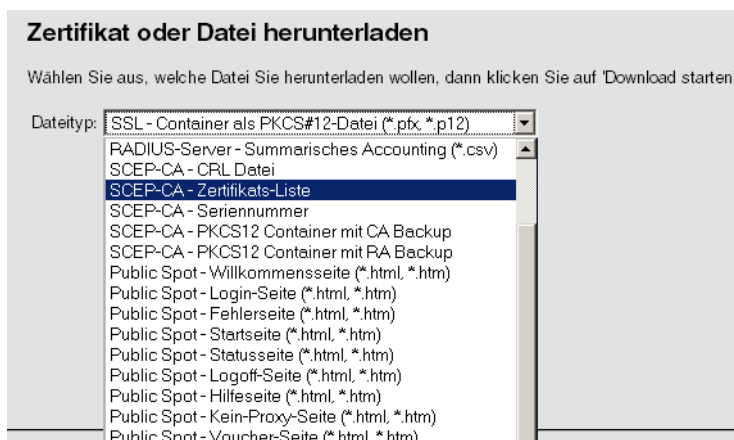 Zertifikat oder Datei herunterladen
Wählen Sie aus, welche Datei Sie herunterladen wollen, dann klicken Sie auf 'Download starten
Dateityp: SSL - Container als PKCS#12-Datei (*.pfx, *.p12)
RADIUS-Server - Summarisches Accounting (*.csv)
SCEP-CA - CRL Datei
SCEP-CA - Zertifikats-Liste
SCEP-CA - Seriennummer
SCEP-CA - PKCS12 Container mit CA Backup
SCEP-CA - PKCS12 Container mit RA Backup
Public Spot - Willkommensseite (*.html, *.htm)
Public Spot - Login-Seite (*.html, *.htm)
Public Spot - Fehlerseite (*.html, *.htm)
Public Spot - Startseite (*.html, *.htm)
Public Spot - Statusseite (*.html, *.htm)
Public Spot - Logoff-Seite (*.html, *.htm)
Public Spot - Hilfeseite (*.html, *.htm)
Public Spot - Kein-Proxy-Seite (*.html, *.htm)
Public Spot - Voucher-Seite (*.html, *.htm)